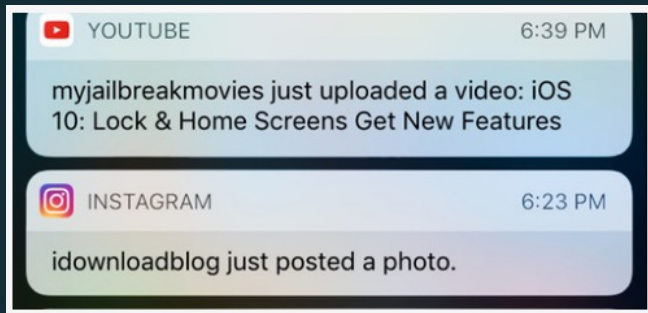 YOUTUBE 6:39 PM
myjailbreakmovies just uploaded a video: iOS
10: Lock & Home Screens Get New Features
INSTAGRAM 6:23 PM
idownloadblog just posted a photo.